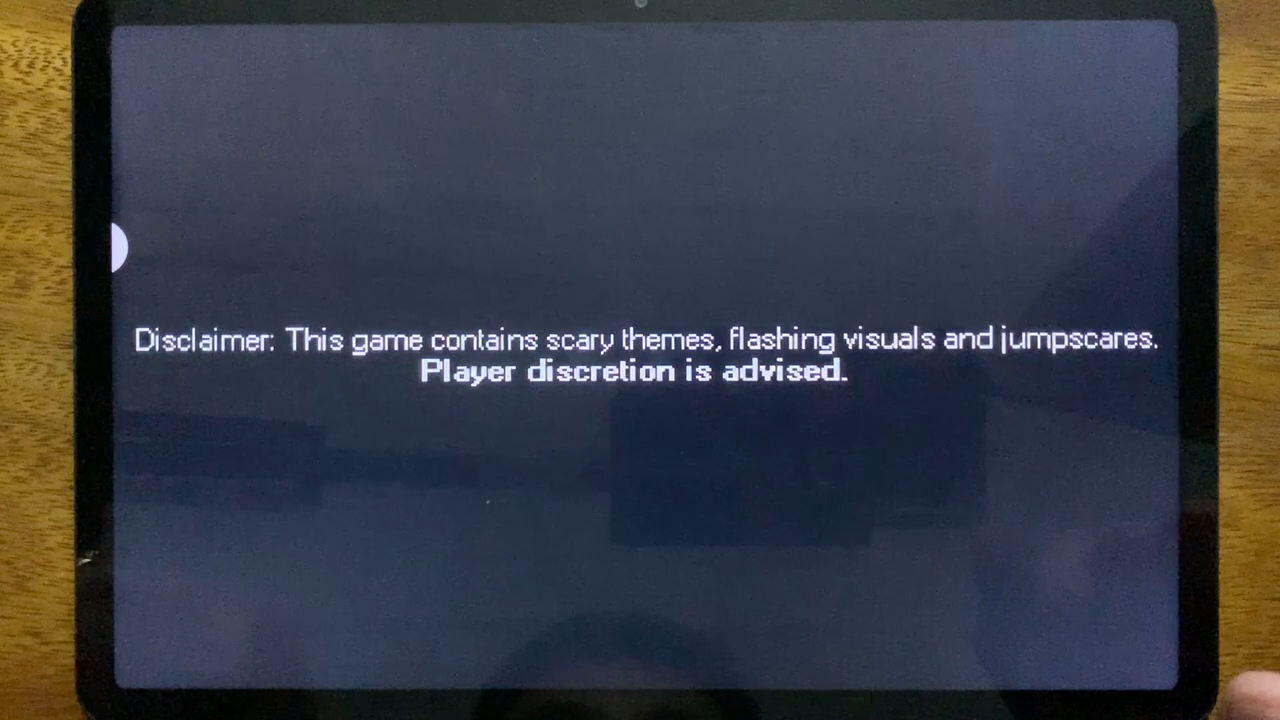 Disclaimer: This game contains scary themes, flashing visuals and jumpscares.
Player discretion is advised.